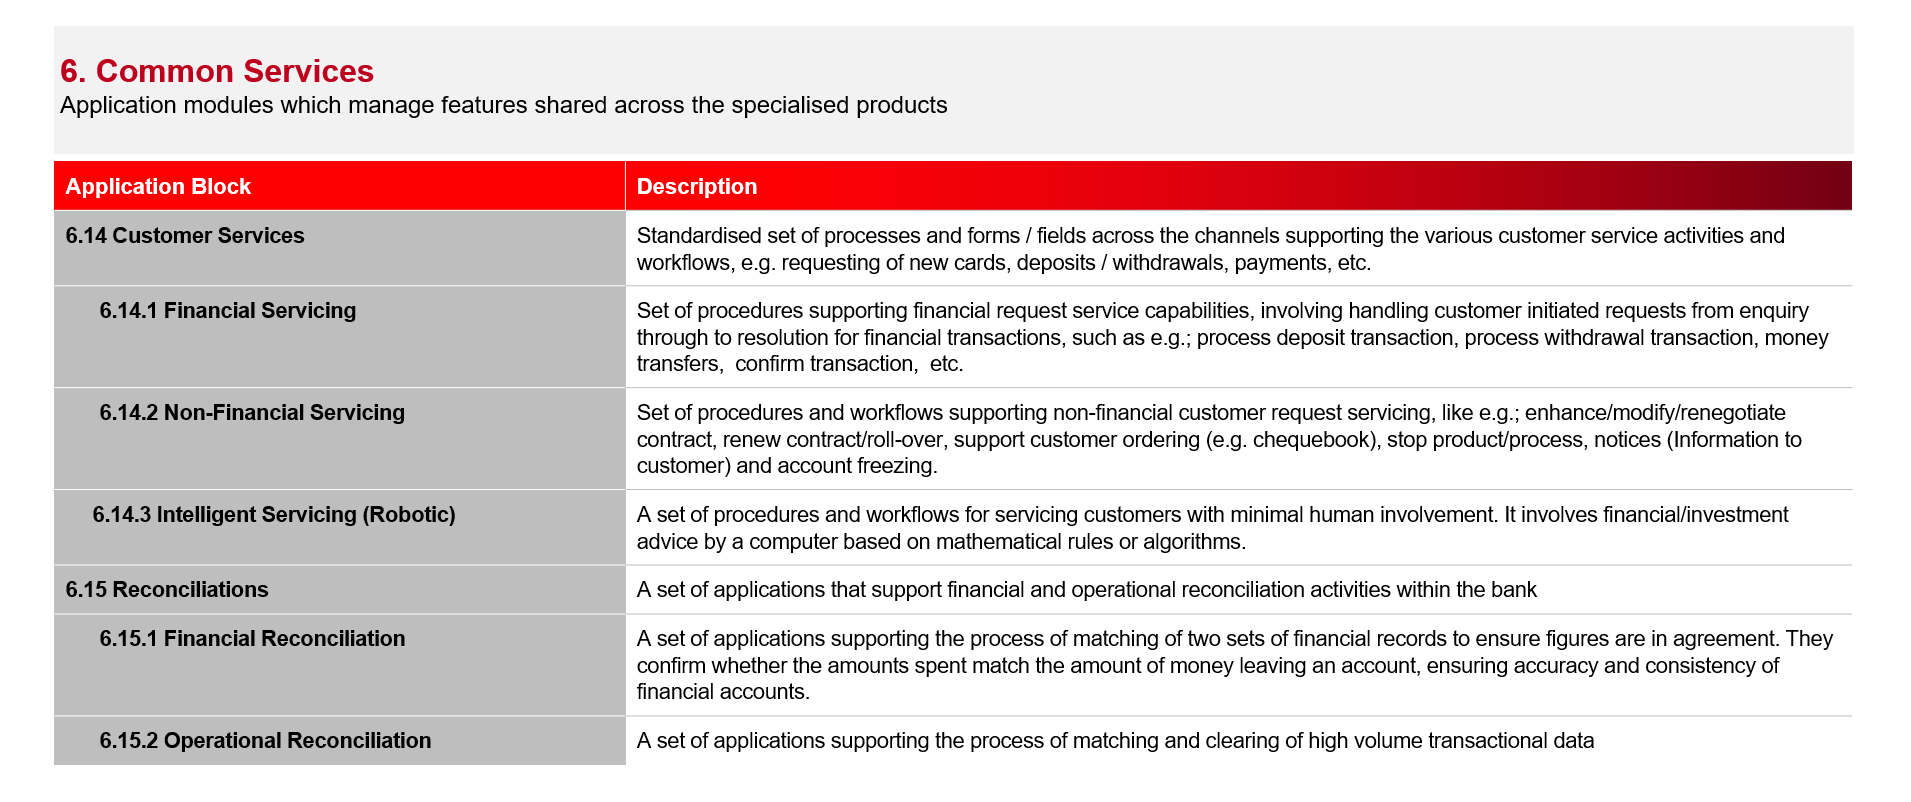 6. Common Services
Application modules which manage features shared across the specialised products
Application Block
Description
6.14 Customer Services
Standardised set of processes and forms / fields across the channels supporting the various customer service activities and
workflows, e.g. requesting of new cards, deposits / withdrawals, payments, etc.
6.14.1 Financial Servicing
Set of procedures supporting financial request service capabilities, involving handling customer initiated requests from enquiry
through to resolution for financial transactions, such as e.g.; process deposit transaction, process withdrawal transaction, money
transfers,  confirm transaction,  etc.
6.14.2 Non-Financial Servicing
Set of procedures and workflows supporting non-financial customer request servicing, like e.g.; enhance/modify/renegotiate
contract, renew contract/roll-over, support customer ordering (e.g. chequebook), stop product/process, notices (Information to
customer) and account freezing.
6.14.3 Intelligent Servicing (Robotic)
A set of procedures and workflows for servicing customers with minimal human involvement. It involves financial/investment
advice by a computer based on mathematical rules or algorithms.
6.15 Reconciliations
A set of applications that support financial and operational reconciliation activities within the bank
6.15.1 Financial Reconciliation
A set of applications supporting the process of matching of two sets of financial records to ensure figures are in agreement. They
confirm whether the amounts spent match the amount of money leaving an account, ensuring accuracy and consistency of
financial accounts.
6.15.2 Operational Reconciliation
A set of applications supporting the process of matching and clearing of high volume transactional data